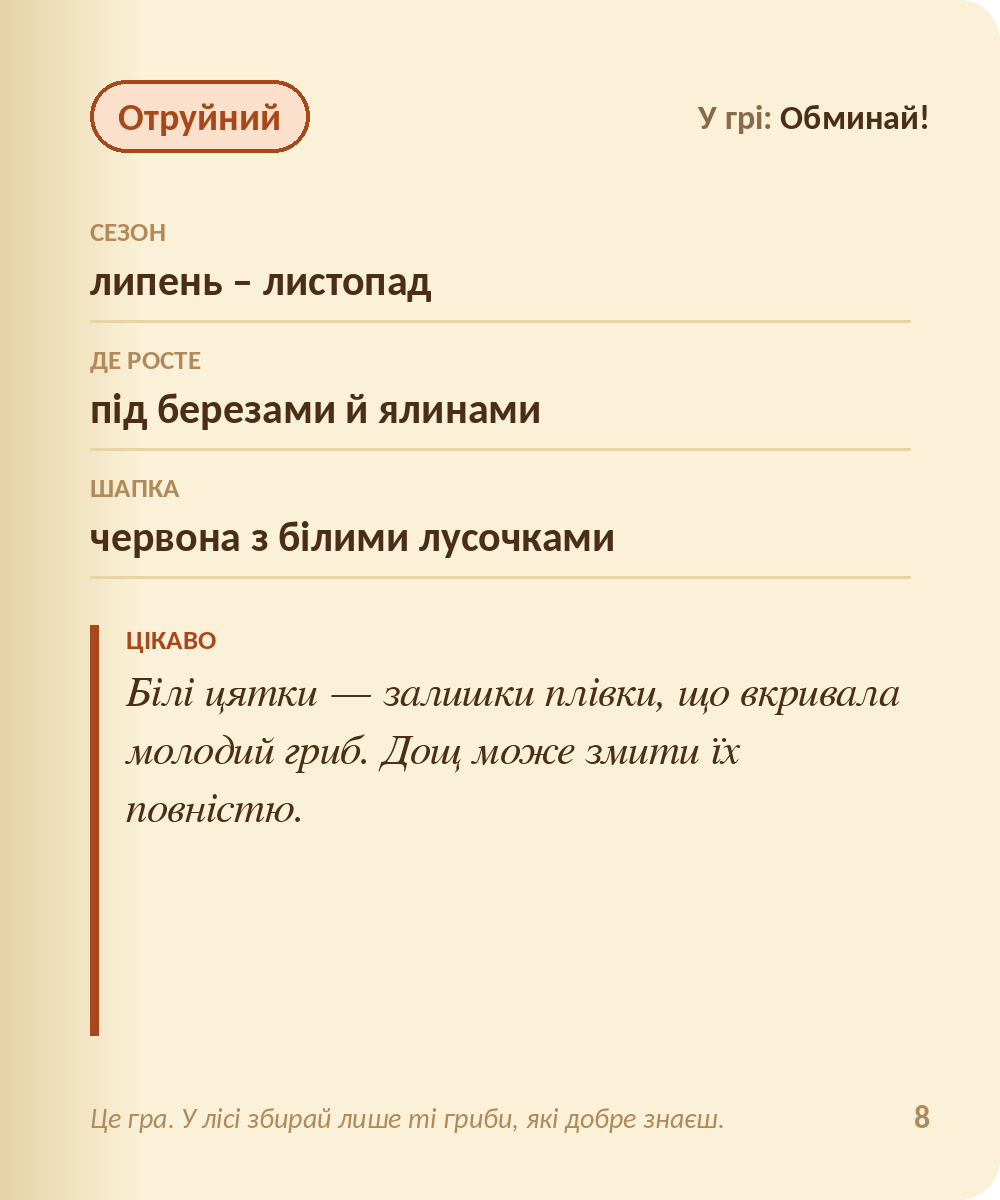 Отруйний
У грі: Обминай!
СЕЗОН
липень – листопад
ДЕ РОСТЕ
під березами й ялинами
ШАПКА
червона з білими лусочками
ЦІКАВО
Білі цятки — залишки плівки, що вкривала
молодий гриб. Дощ може змити їх
повністю.
Це гра. У лісі збирай лише ті гриби, які добре знаєш.
8